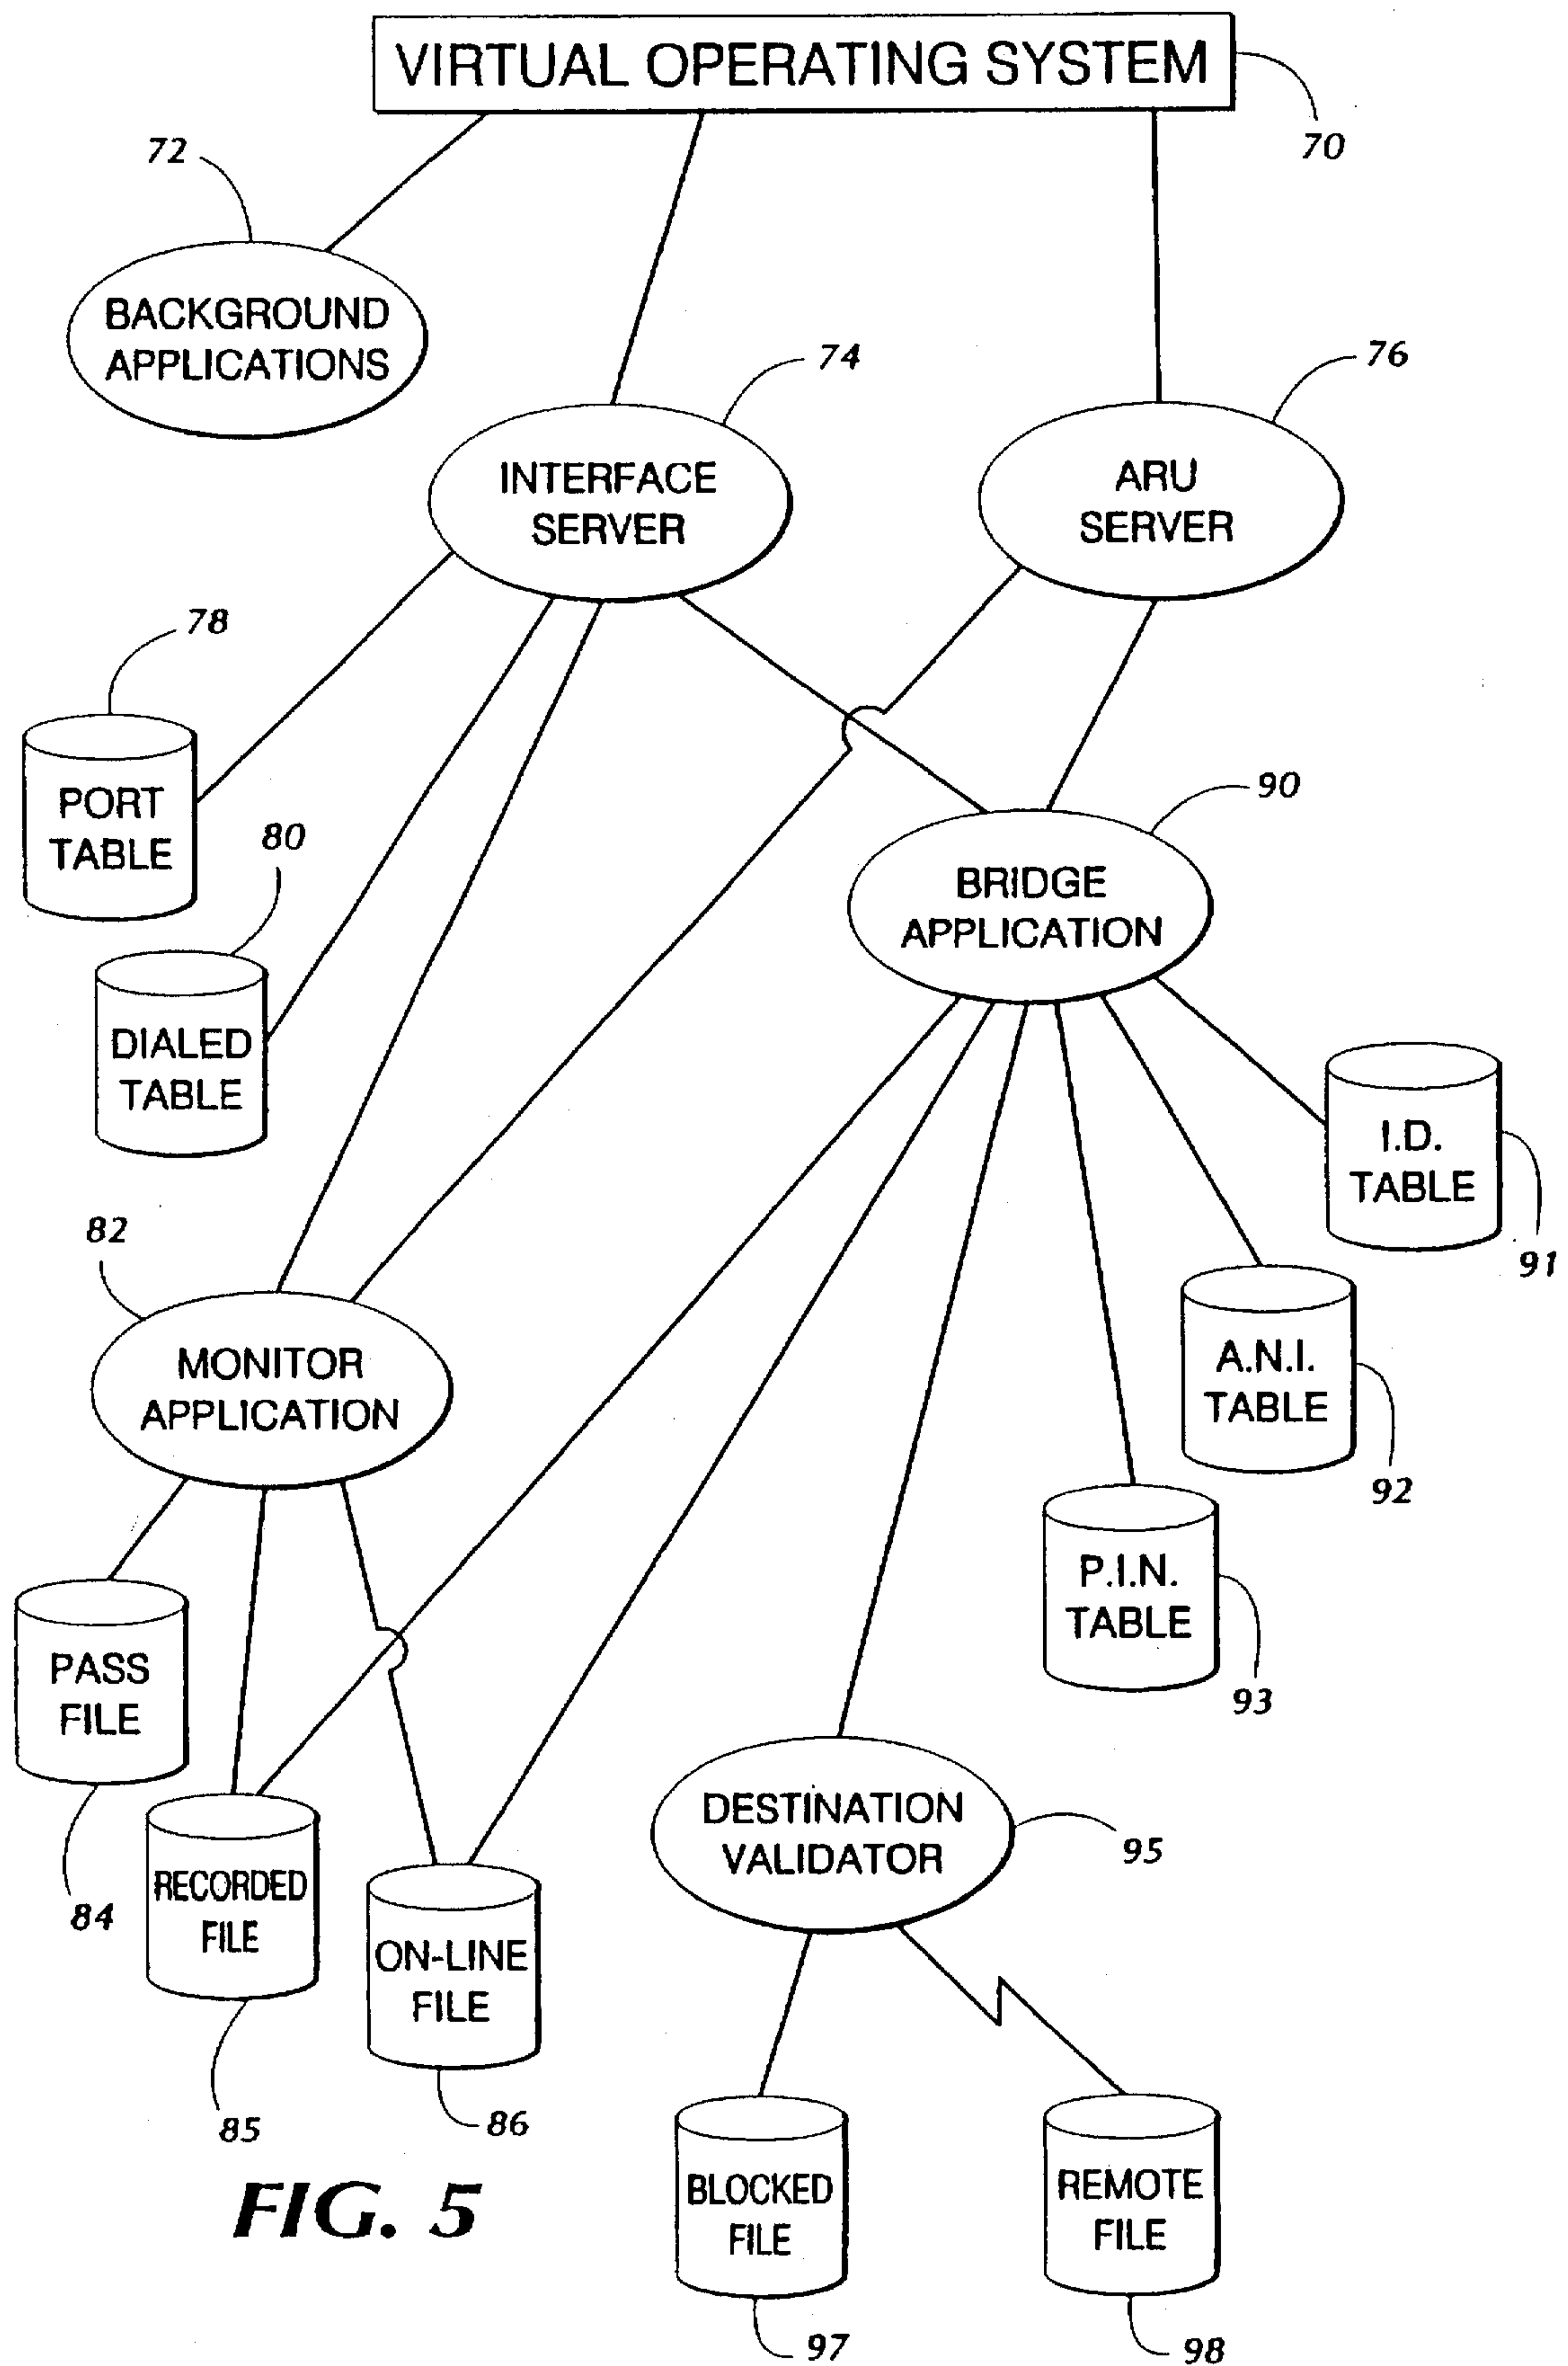 VIRTUAL OPERATING SYSTEM
70
72
BACKGROUND
APPLICATIONS
74
INTERFACE
SERVER
76
ARU
SERVER
78
PORT
TABLE
80
DIALED
TABLE
90
BRIDGE
APPLICATION
I.D.
TABLE
91
82
MONITOR
APPLICATION
A.N.I.
TABLE
92
P.I.N.
TABLE
93
PASS
FILE
84
RECORDED
FILE
85
ON-LINE
FILE
86
DESTINATION
VALIDATOR
95
BLOCKED
FILE
97
REMOTE
FILE
98
FIG. 5